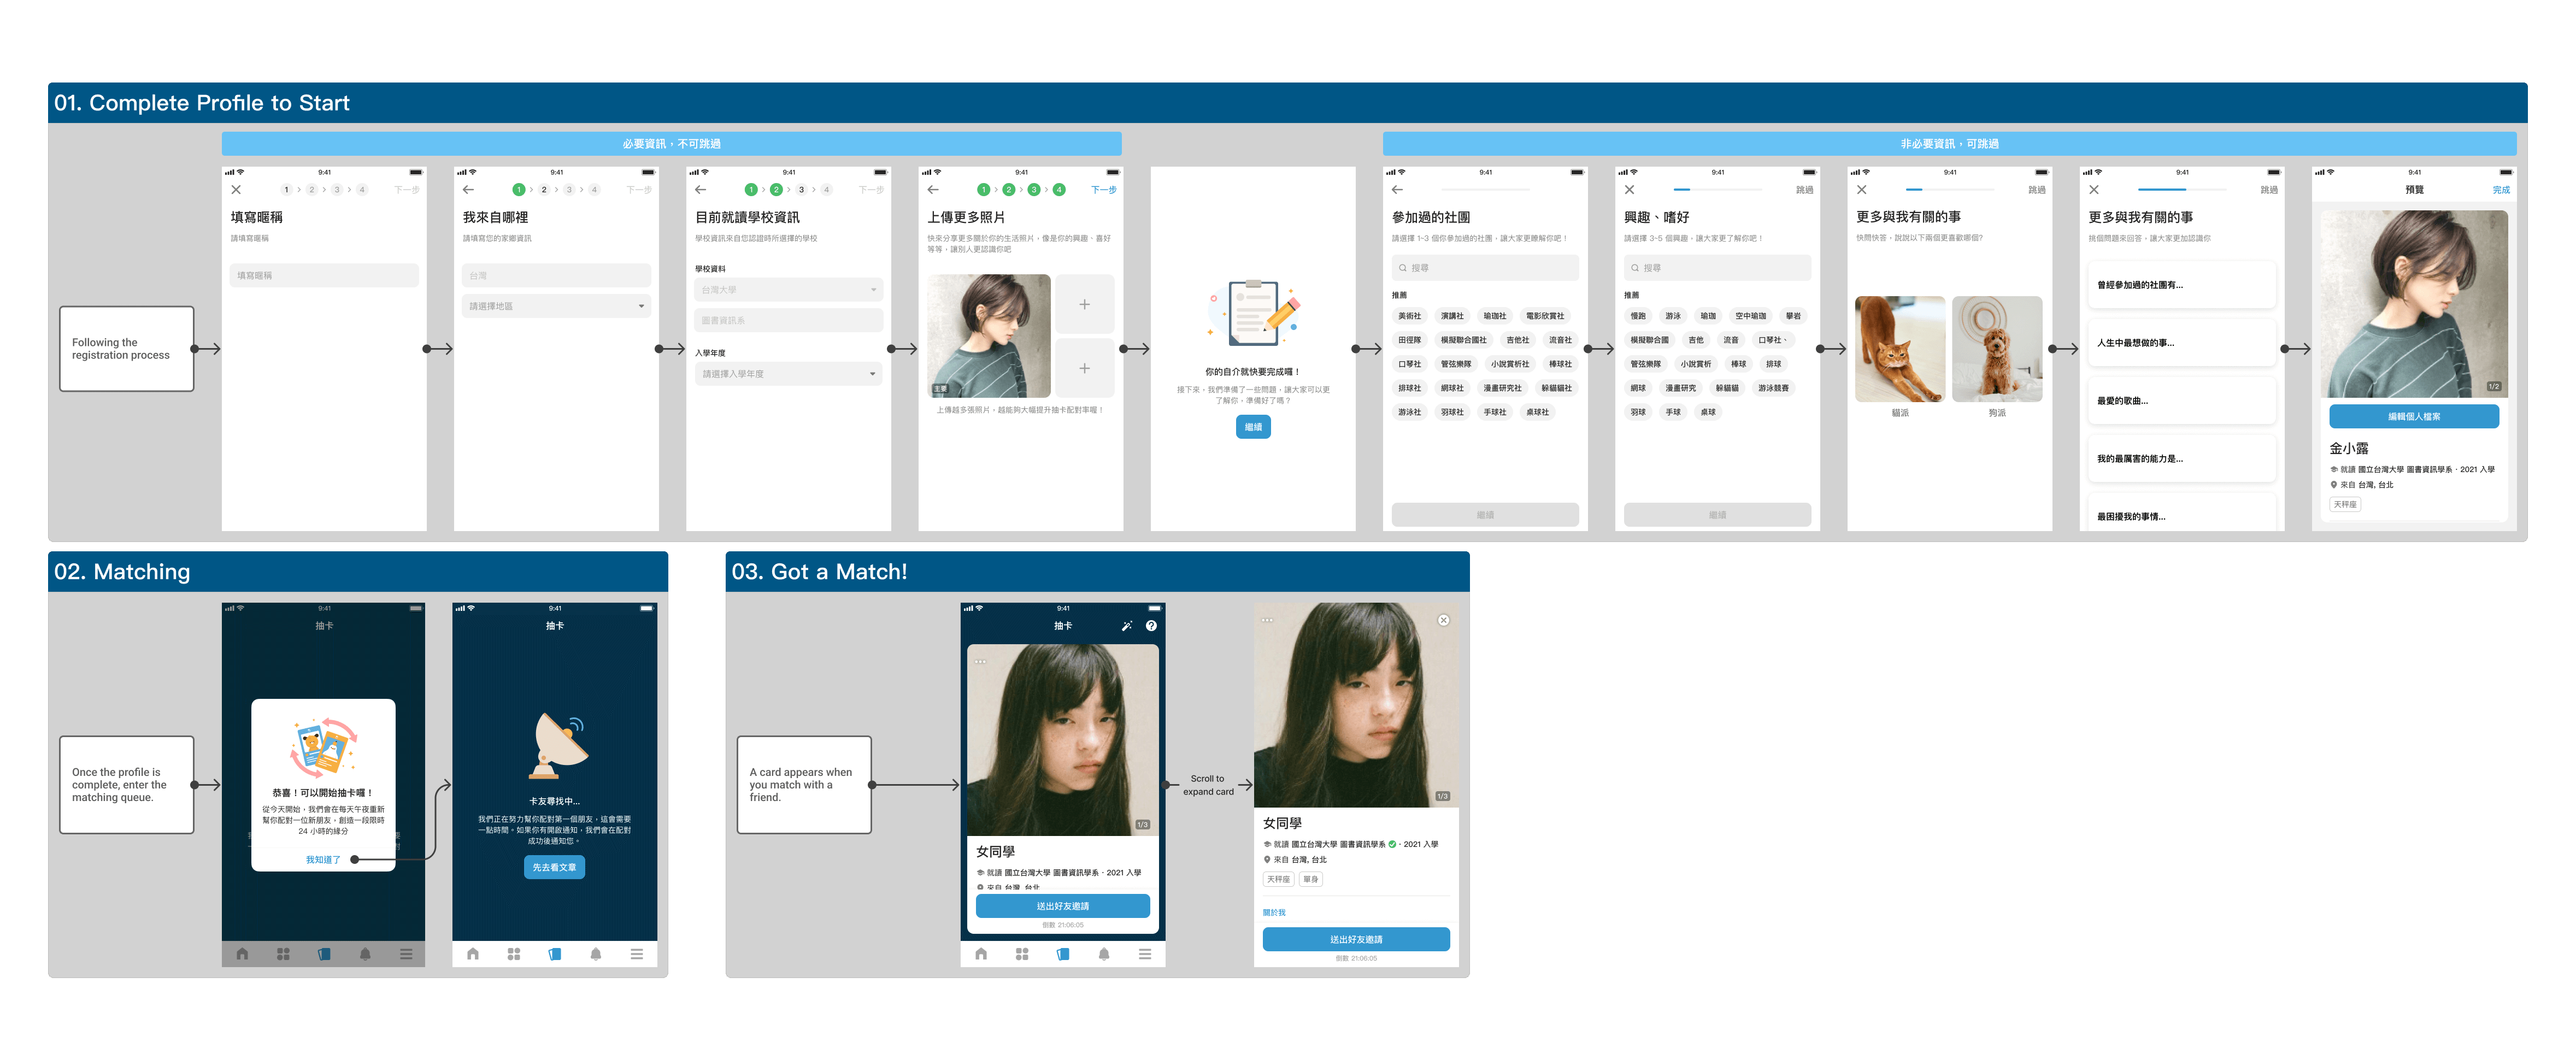 01. Complete Profile to Start
必要資訊，不可跳過
非必要資訊，可跳過
Following the
registration process
9:41
1 > 2 > 3 > 4
下一步
填寫暱稱
請填寫暱稱
填寫暱稱
9:41
1 > 2 > 3 > 4
下一步
我來自哪裡
請填寫您的家鄉資訊
台灣
請選擇地區
9:41
1 > 2 > 3 > 4
下一步
目前就讀學校資訊
學校資訊來自您認證時所選擇的學校
學校資料
台灣大學
圖書資訊系
入學年度
請選擇入學年度
9:41
1 > 2 > 3 > 4
下一步
上傳更多照片
快來分享更多關於你的生活照片，像是你的興趣、喜好
等等，讓別人更認識你吧
主要
上傳越多張照片，越能夠大幅提升抽卡配對率喔！
你的自介就快要完成囉！
接下來，我們準備了一些問題，讓大家可以更
了解你，準備好了嗎？
繼續
9:41
參加過的社團
請選擇 1-3 個你參加過的社團，讓大家更瞭解你吧！
搜尋
推薦
美術社 演講社 瑜珈社 電影欣賞社
田徑隊 模擬聯合國社 吉他社 流音社
口琴社 管弦樂隊 小說賞析社 棒球社
排球社 網球社 漫畫研究社 躲貓貓社
游泳社 羽球社 手球社 桌球社
繼續
9:41
跳過
興趣、嗜好
請選擇 3-5 個興趣，讓大家更了解你吧！
搜尋
推薦
慢跑 游泳 瑜珈 空中瑜珈 攀岩
模擬聯合國 吉他 流音 口琴社、
管弦樂隊 小說賞析 棒球 排球
網球 漫畫研究 躲貓貓 游泳競賽
羽球 手球 桌球
繼續
9:41
跳過
更多與我有關的事
快問快答，說說以下兩個更喜歡哪個？
貓派
狗派
9:41
跳過
更多與我有關的事
挑個問題來回答，讓大家更加認識你
曾經參加過的社團有...
人生中最想做的事...
最愛的歌曲...
我的最厲害的能力是...
最困擾我的事情...
9:41
預覽
完成
1/2
編輯個人檔案
金小露
就讀 國立台灣大學 圖書資訊學系・2021 入學
來自 台灣, 台北
天秤座
02. Matching
Once the profile is
complete, enter the
matching queue.
9:41
抽卡
恭喜！可以開始抽卡囉！
從今天開始，我們會在每天午夜重新
幫你配對一位新朋友，創造一段限時
24 小時的緣分
我知道了
9:41
抽卡
卡友尋找中...
我們正在努力幫你配對第一個朋友，這會需要
一點時間。如果你有開啟通知，我們會在配對
成功後通知您。
先去看文章
03. Got a Match!
A card appears when
you match with a
friend.
9:41
抽卡
1/3
女同學
就讀 國立台灣大學 圖書資訊學系・2021 入學
來自 台灣, 台北
送出好友邀請
倒數 21:06:05
Scroll to
expand card
1/3
女同學
就讀 國立台灣大學 圖書資訊學系・2021 入學
來自 台灣, 台北
天秤座 單身
關於我
送出好友邀請
倒數 21:06:05